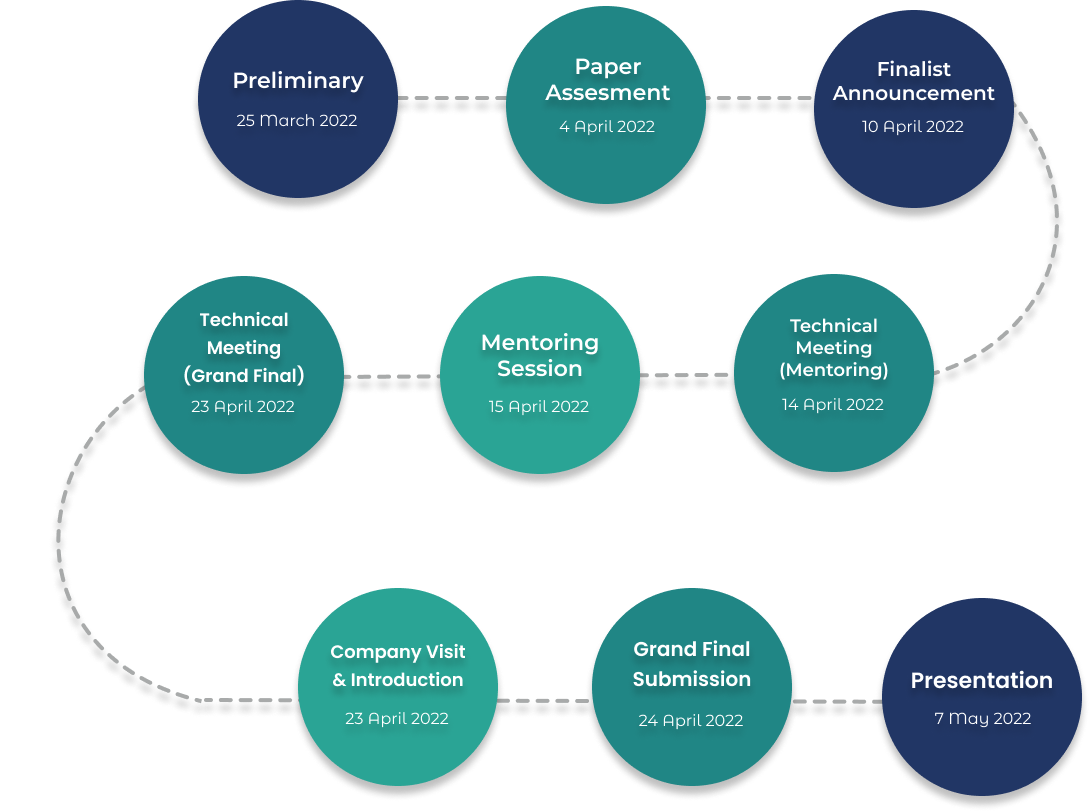 Preliminary
25 March 2022
Paper
Assesment
4 April 2022
Finalist
Announcement
10 April 2022
Technical
Meeting
(Mentoring)
14 April 2022
Mentoring
Session
15 April 2022
Technical
Meeting
(Grand Final)
23 April 2022
Company Visit
& Introduction
23 April 2022
Grand Final
Submission
24 April 2022
Presentation
7 May 2022